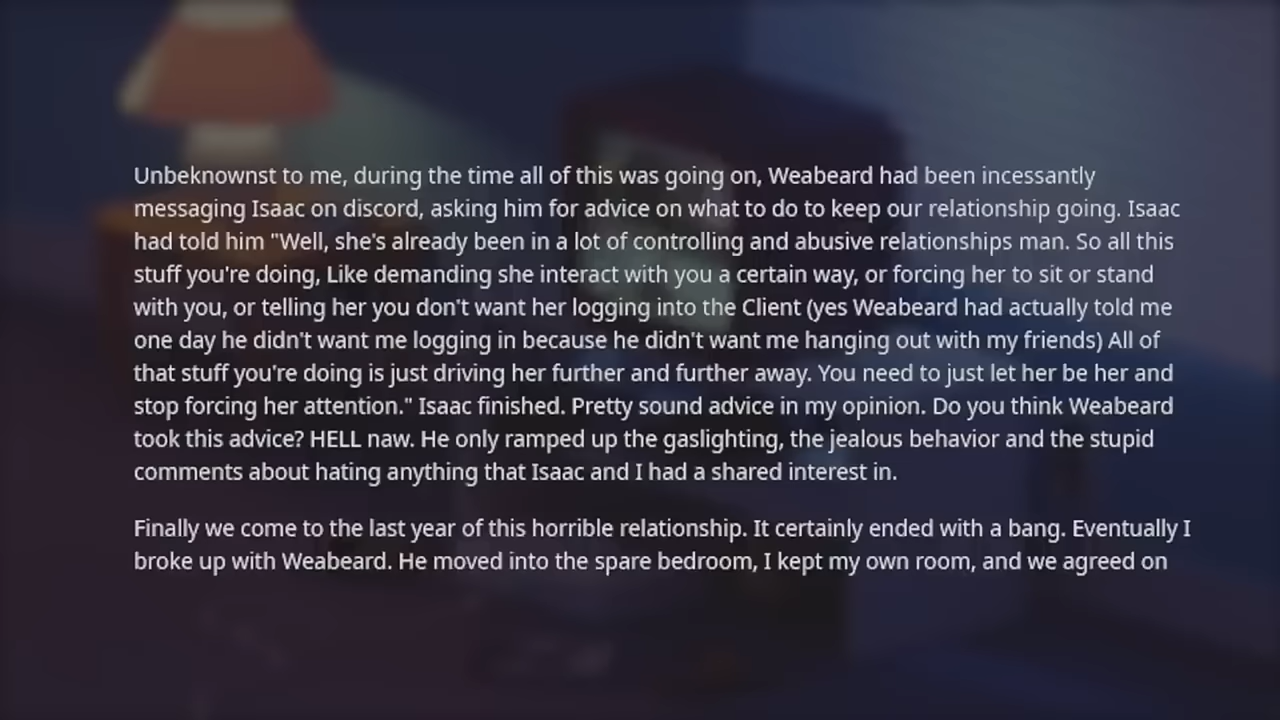 Unbeknownst to me, during the time all of this was going on, Weabeard had been incessantly
messaging Isaac on discord, asking him for advice on what to do to keep our relationship going. Isaac
had told him "Well, she's already been in a lot of controlling and abusive relationships man. So all this
stuff you're doing, Like demanding she interact with you a certain way, or forcing her to sit or stand
with you, or telling her you don't want her logging into the Client (yes Weabeard had actually told me
one day he didn't want me logging in because he didn't want me hanging out with my friends) All of
that stuff you're doing is just driving her further and further away. You need to just let her be her and
stop forcing her attention." Isaac finished. Pretty sound advice in my opinion. Do you think Weabeard
took this advice? HELL naw. He only ramped up the gaslighting, the jealous behavior and the stupid
comments about hating anything that Isaac and I had a shared interest in.
Finally we come to the last year of this horrible relationship. It certainly ended with a bang. Eventually I
broke up with Weabeard. He moved into the spare bedroom, I kept my own room, and we agreed on